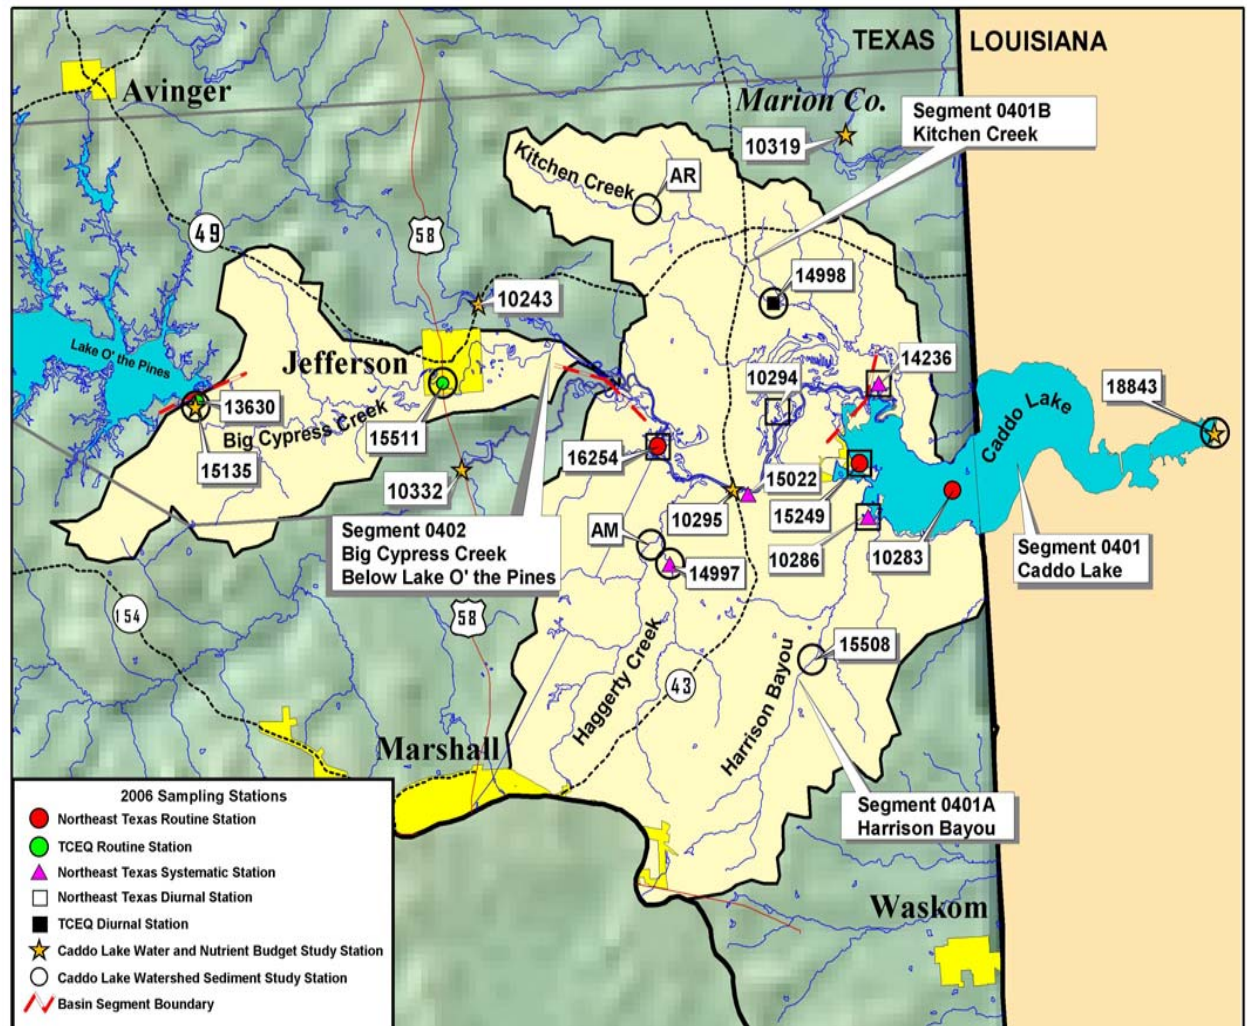 TEXAS
LOUISIANA
Avinger
Marion Co.
Segment 0401B
Kitchen Creek
10319
Kitchen Creek
AR
49
58
14998
10243
Lake O' the Pines
Jefferson
14236
10294
18843
13630
Big Cypress Creek
15511
Caddo Lake
15135
16254
10332
15022
10295
15249
Segment 0402
Big Cypress Creek
Below Lake O' the Pines
AM
10286
10283
Segment 0401
Caddo Lake
14997
154
58
15508
Haggerty Creek
43
Harrison Bayou
Marshall
Segment 0401A
Harrison Bayou
Waskom
2006 Sampling Stations
Northeast Texas Routine Station
TCEQ Routine Station
Northeast Texas Systematic Station
Northeast Texas Diurnal Station
TCEQ Diurnal Station
Caddo Lake Water and Nutrient Budget Study Station
Caddo Lake Watershed Sediment Study Station
Basin Segment Boundary